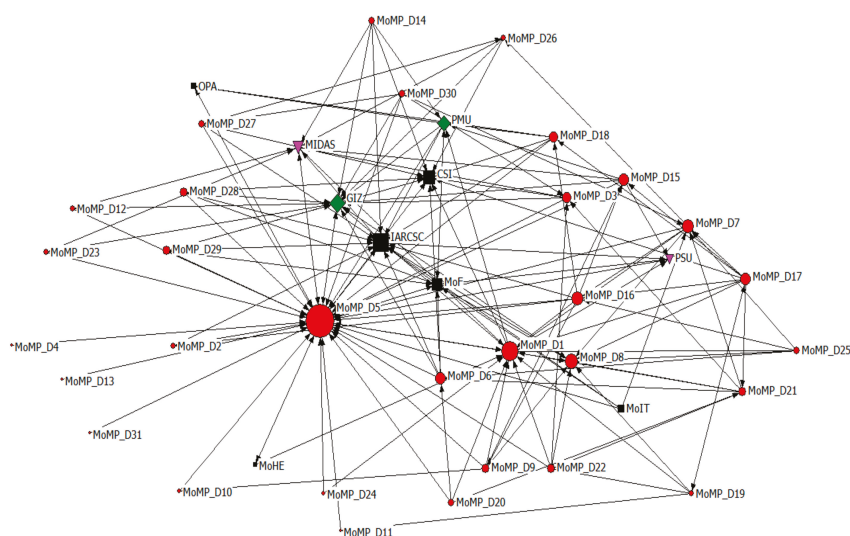 MoMP_D14
MoMP_D26
OPA
MoMP_D30
MoMP_D27
PMU
MoMP_D18
MIDAS
CSI
MoMP_D15
MoMP_D28
GIZ
MoMP_D3
MoMP_D12
MoMP_D7
IARCSC
MoMP_D23
MoMP_D29
PSU
MoMP_D17
MoF
MoMP_D16
MoMP_D5
MoMP_D4
MoMP_D2
MoMP_D1
MoMP_D25
MoMP_D8
MoMP_D13
MoMP_D6
MoMP_D21
MoIT
MoMP_D31
MoHE
MoMP_D9
MoMP_D22
MoMP_D10
MoMP_D24
MoMP_D19
MoMP_D20
MoMP_D11